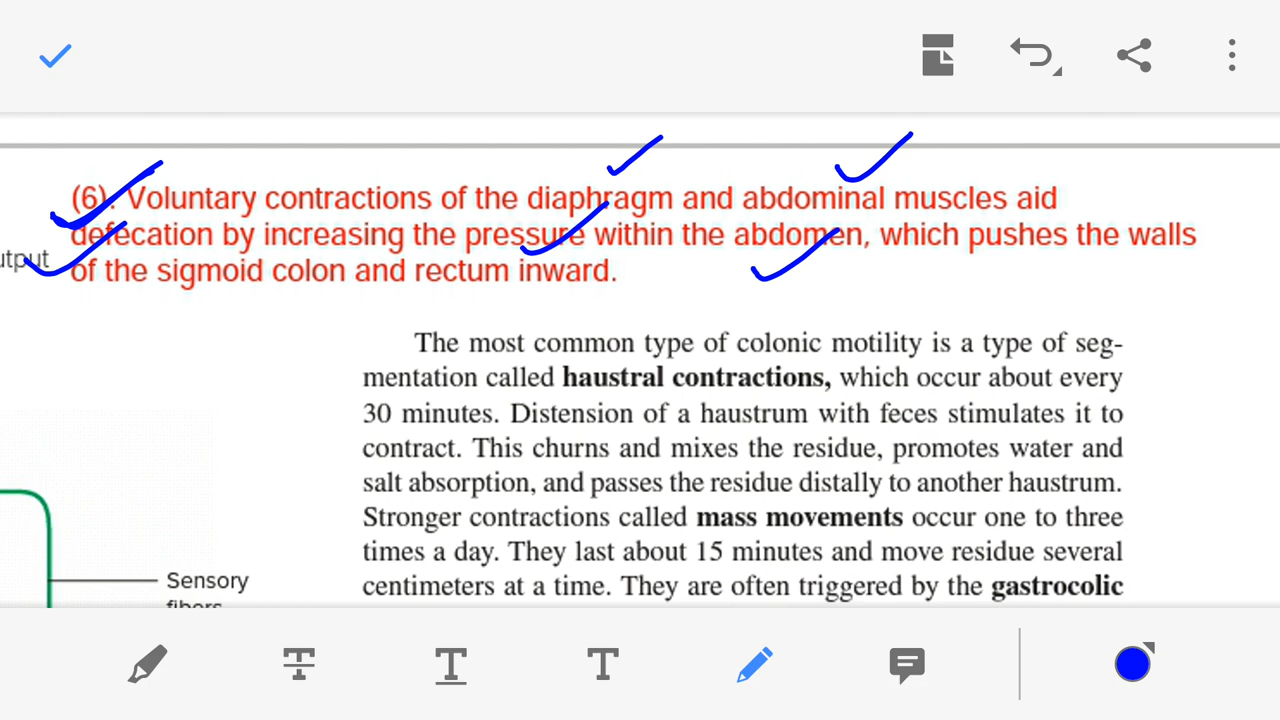 (6). Voluntary contractions of the diaphragm and abdominal muscles aid
defecation by increasing the pressure within the abdomen, which pushes the walls
of the sigmoid colon and rectum inward.
utput
The most common type of colonic motility is a type of seg-
mentation called haustral contractions, which occur about every
30 minutes. Distension of a haustrum with feces stimulates it to
contract. This churns and mixes the residue, promotes water and
salt absorption, and passes the residue distally to another haustrum.
Stronger contractions called mass movements occur one to three
times a day. They last about 15 minutes and move residue several
centimeters at a time. They are often triggered by the gastrocolic
Sensory
fibers